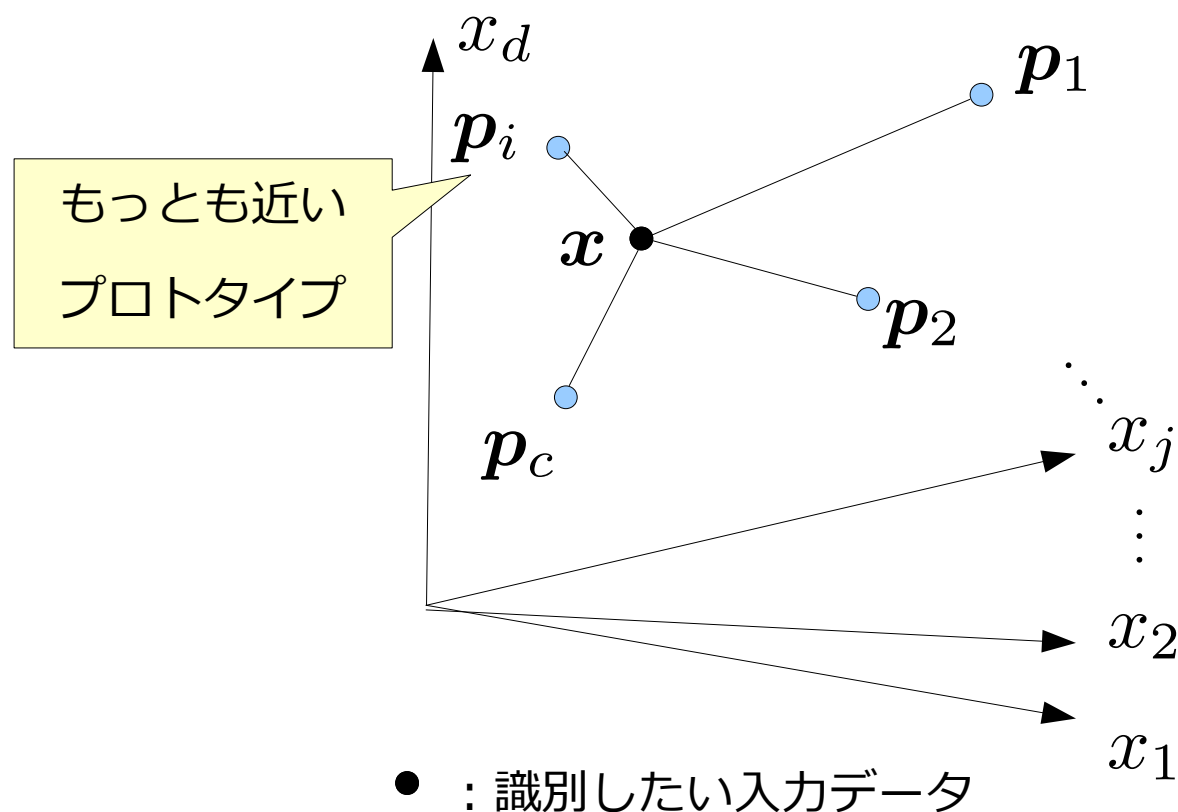 x_d
p_1
p_i
もっとも近い
プロトタイプ
x
p_2
p_c
⋱
x_j
⋮
x_2
x_1
● : 識別したい入力データ